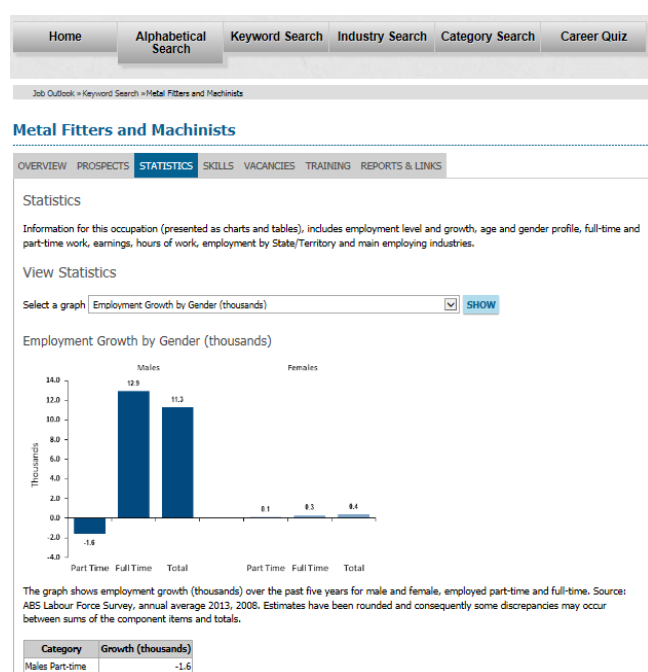 Home Alphabetical Search Keyword Search Industry Search Category Search Career Quiz
Job Outlook » Keyword Search » Metal Fitters and Machinists
Metal Fitters and Machinists
OVERVIEW PROSPECTS STATISTICS SKILLS VACANCIES TRAINING REPORTS & LINKS
Statistics
Information for this occupation (presented as charts and tables), includes employment level and growth, age and gender profile, full-time and
part-time work, earnings, hours of work, employment by State/Territory and main employing industries.
View Statistics
Select a graph Employment Growth by Gender (thousands) SHOW
Employment Growth by Gender (thousands)
Males Females
14.0
12.9
12.0
11.3
10.0
8.0
6.0
4.0
2.0
0.1 0.3 0.4
0.0
-2.0
-1.6
-4.0
Thousands
Part Time Full Time Total Part Time Full Time Total
The graph shows employment growth (thousands) over the past five years for male and female, employed part-time and full-time. Source:
ABS Labour Force Survey, annual average 2013, 2008. Estimates have been rounded and consequently some discrepancies may occur
between sums of the component items and totals.
Category Growth (thousands)
Males Part-time -1.6